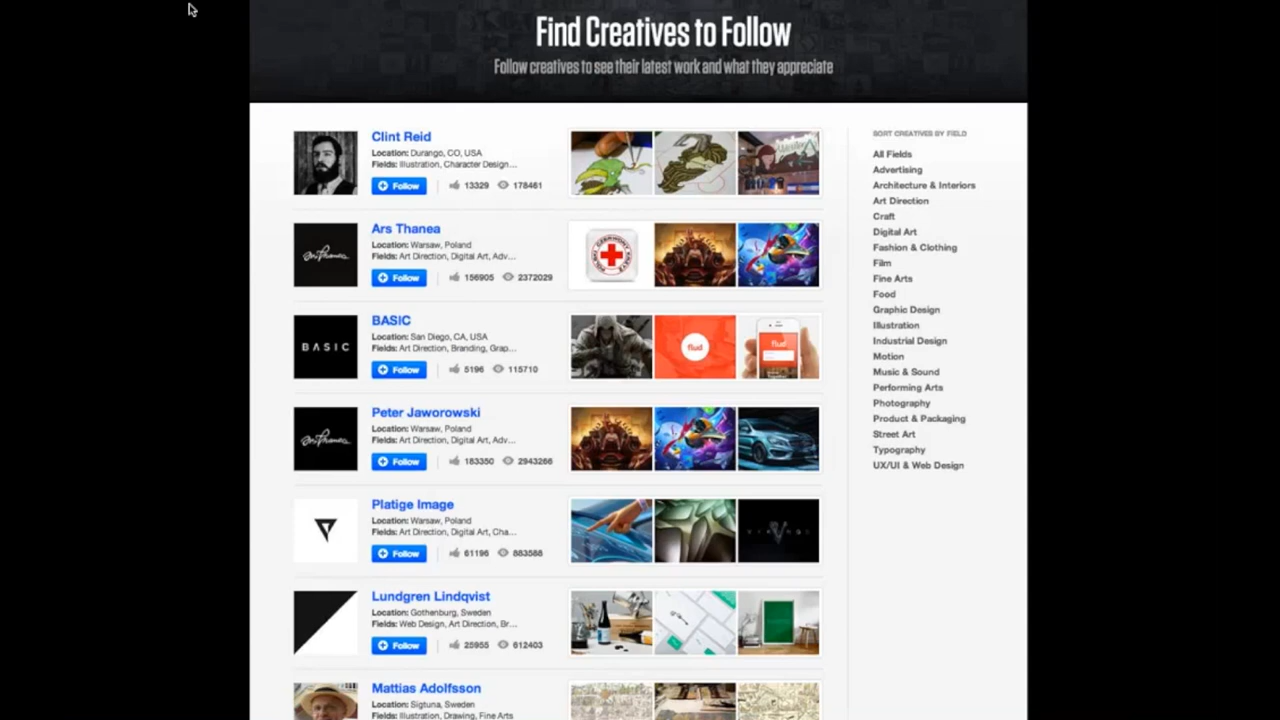 Find Creatives to Follow
Follow creatives to see their latest work and what they appreciate
Clint Reid
Location: Durango, CO, USA
Fields: Illustration, Character Design...
Follow 13329 178461
Ars Thanea
Location: Warsaw, Poland
Fields: Art Direction, Digital Art, Adv...
Follow 156905 2372029
BASIC
BASIC
Location: San Diego, CA, USA
Fields: Art Direction, Branding, Grap...
Follow 5196 115710
flud
flud
Peter Jaworowski
Location: Warsaw, Poland
Fields: Art Direction, Digital Art, Adv...
Follow 183350 2943266
Platige Image
Location: Warsaw, Poland
Fields: Art Direction, Digital Art, Cha...
Follow 61196 883588
Lundgren Lindqvist
Location: Gothenburg, Sweden
Fields: Web Design, Art Direction, Br...
Follow 25955 612403
Mattias Adolfsson
Location: Sigtuna, Sweden
Fields: Illustration, Drawing, Fine Arts
SORT CREATIVES BY FIELD
All Fields
Advertising
Architecture & Interiors
Art Direction
Craft
Digital Art
Fashion & Clothing
Film
Fine Arts
Food
Graphic Design
Illustration
Industrial Design
Motion
Music & Sound
Performing Arts
Photography
Product & Packaging
Street Art
Typography
UX/UI & Web Design